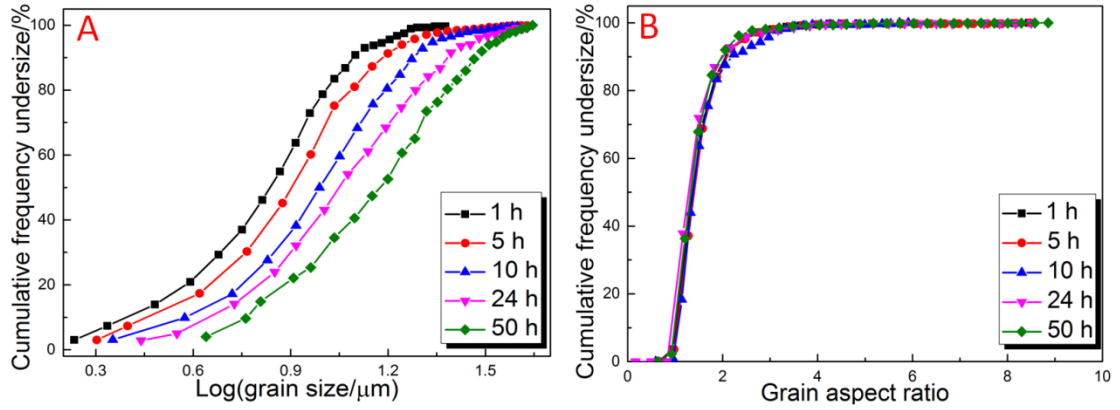 A
Cumulative frequency undersize/%
100
80
60
40
20
0
1 h
5 h
10 h
24 h
50 h
0.3
0.6
0.9
1.2
1.5
Log(grain size/μm)
B
Cumulative frequency undersize/%
100
80
60
40
20
0
1 h
5 h
10 h
24 h
50 h
0
2
4
6
8
10
Grain aspect ratio